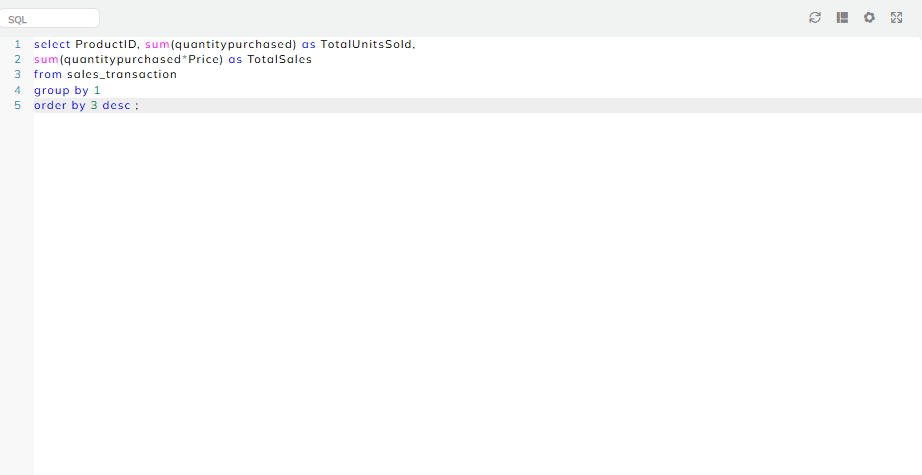 SQL
1 select ProductID, sum(quantitypurchased) as TotalUnitsSold,
2 sum(quantitypurchased*Price) as TotalSales
3 from sales_transaction
4 group by 1
5 order by 3 desc ;